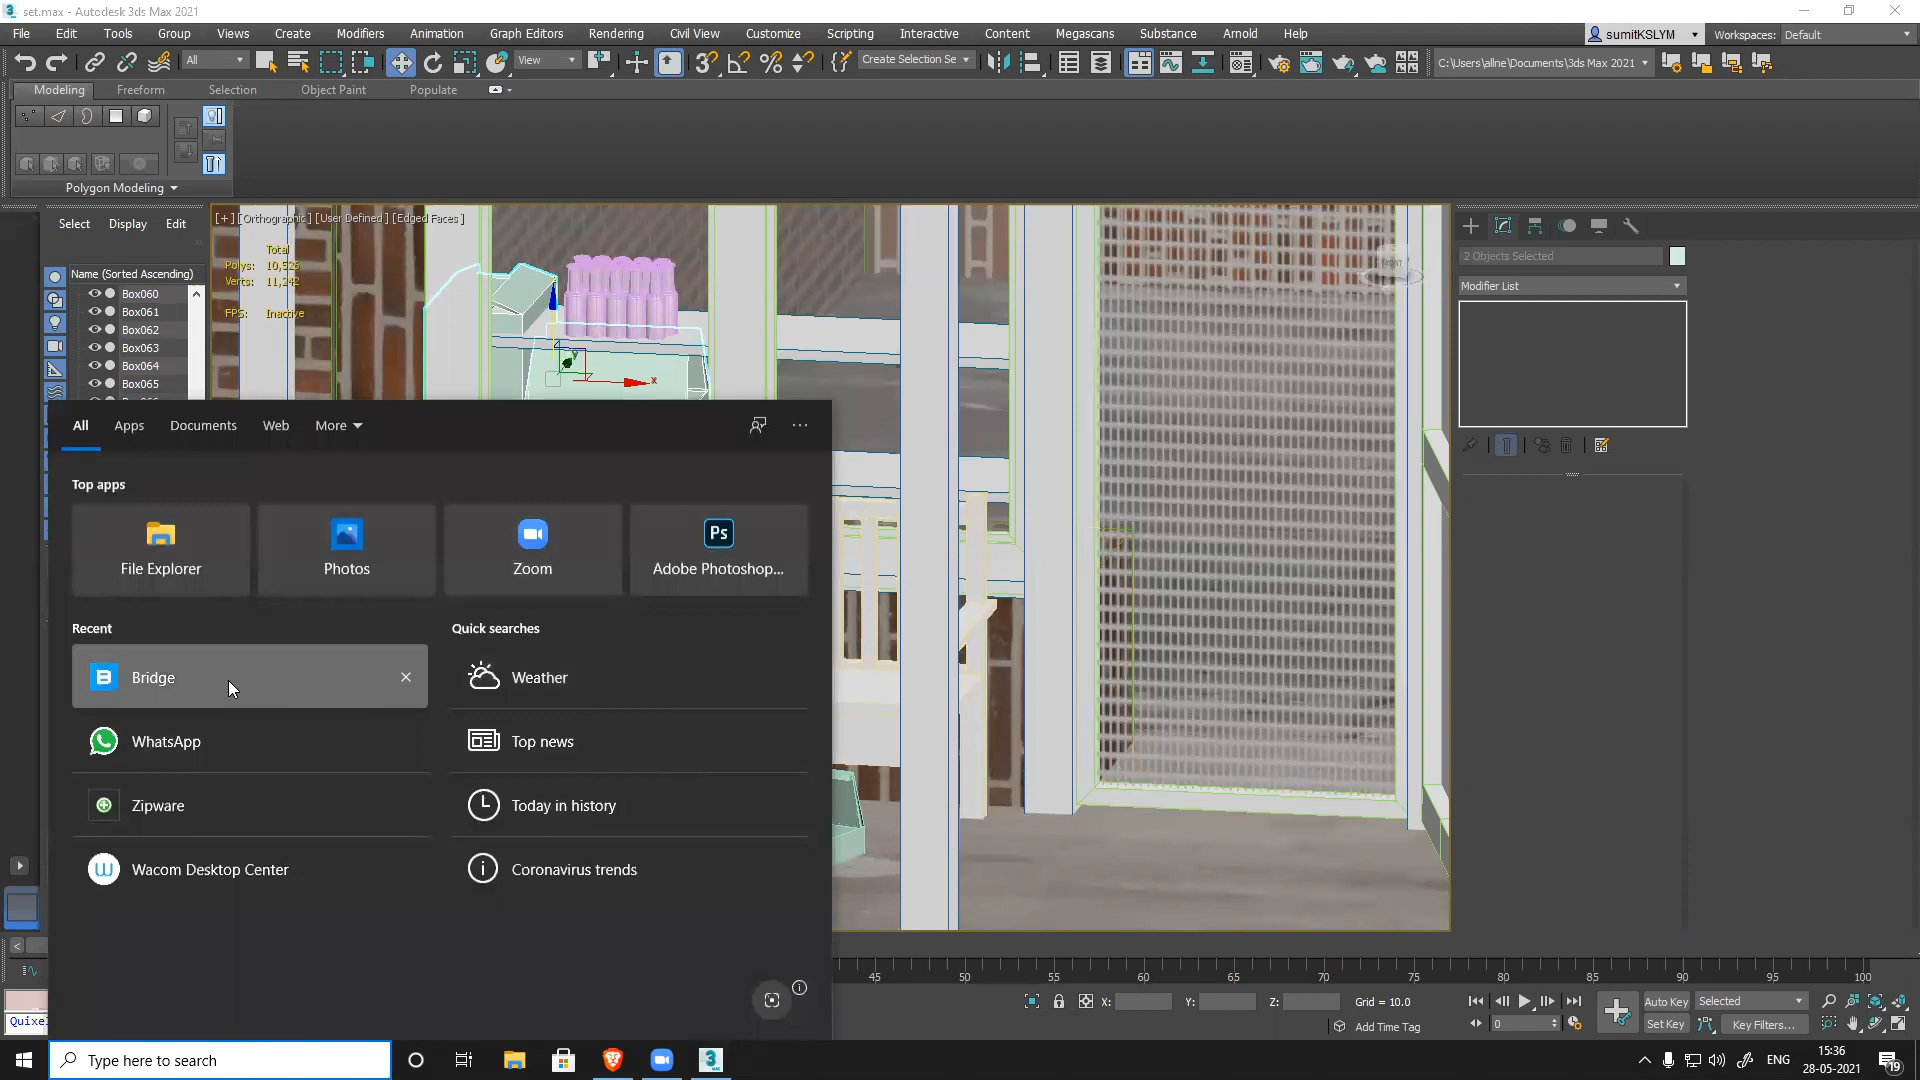 set.max - Autodesk 3ds Max 2021
File Edit Tools Group Views Create Modifiers Animation Graph Editors Rendering Civil View Customize Scripting Interactive Content Megascans Substance Arnold Help sumitKSLYM Workspaces: Default
All View Create Selection Se C:\Users\allne\Documents\3ds Max 2021
Modeling Freeform Selection Object Paint Populate
Polygon Modeling
Select Display Edit
[+] [Orthographic] [User Defined] [Edged Faces]
Name (Sorted Ascending)
Box060
Box061
Box062
Box063
Box064
Box065
Total
Polys: 10,526
Verts: 11,242
FPS: Inactive
FRONT
x
y
2 Objects Selected
Modifier List
All Apps Documents Web More
Top apps
File Explorer Photos Zoom Adobe Photoshop...
Recent Quick searches
Bridge Weather
WhatsApp Top news
Zipware Today in history
Wacom Desktop Center Coronavirus trends
45 50 55 60 65 70 75 80 85 90 95 100
X: Y: Z: Grid = 10.0
Add Time Tag
0
Auto Key Selected
Set Key Key Filters...
Quixel
Type here to search
ENG
15:36
28-05-2021
19